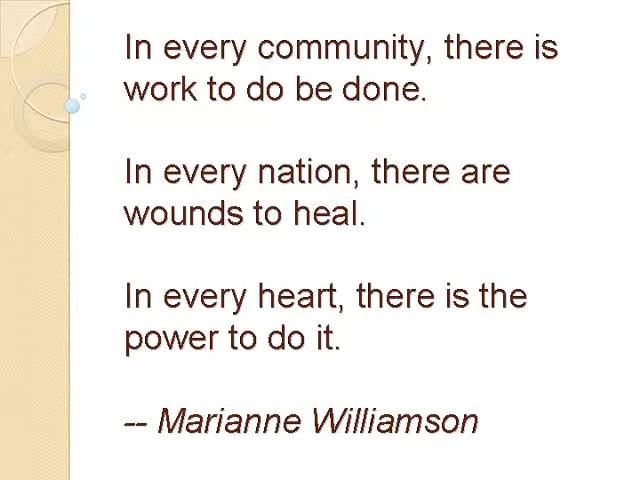 In every community, there is
work to do be done.
In every nation, there are
wounds to heal.
In every heart, there is the
power to do it.
-- Marianne Williamson